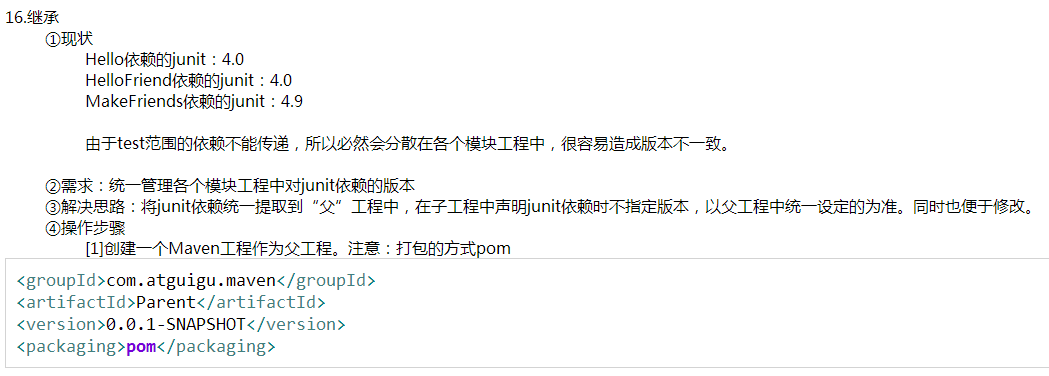 16.继承
①现状
Hello依赖的junit：4.0
HelloFriend依赖的junit：4.0
MakeFriends依赖的junit：4.9
由于test范围的依赖不能传递，所以必然会分散在各个模块工程中，很容易造成版本不一致。
②需求：统一管理各个模块工程中对junit依赖的版本
③解决思路：将junit依赖统一提取到“父”工程中，在子工程中声明junit依赖时不指定版本，以父工程中统一设定的为准。同时也便于修改。
④操作步骤
[1]创建一个Maven工程作为父工程。注意：打包的方式pom
<groupId>com.atguigu.maven</groupId>
<artifactId>Parent</artifactId>
<version>0.0.1-SNAPSHOT</version>
<packaging>pom</packaging>